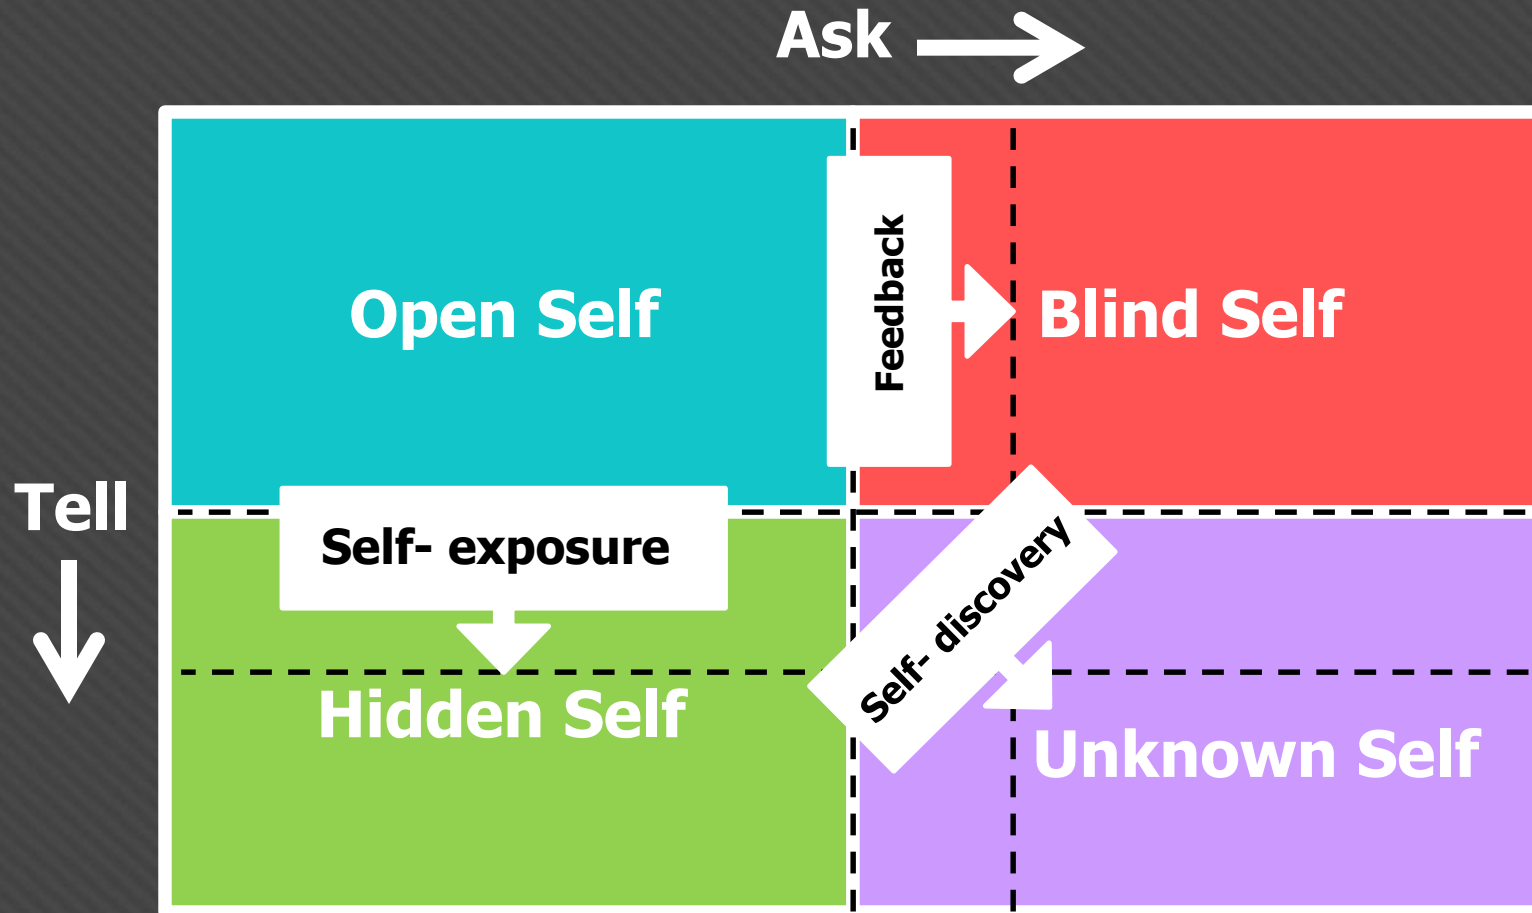 Ask
Open Self
Feedback
Blind Self
Tell
Self- exposure
Self- discovery
Hidden Self
Unknown Self